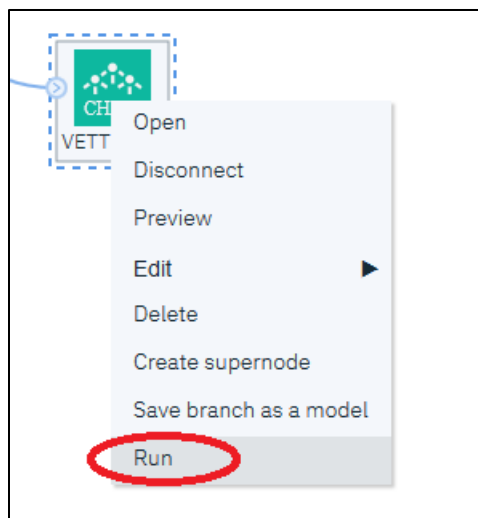 CH
VETT
Open
Disconnect
Preview
Edit
Delete
Create supernode
Save branch as a model
Run